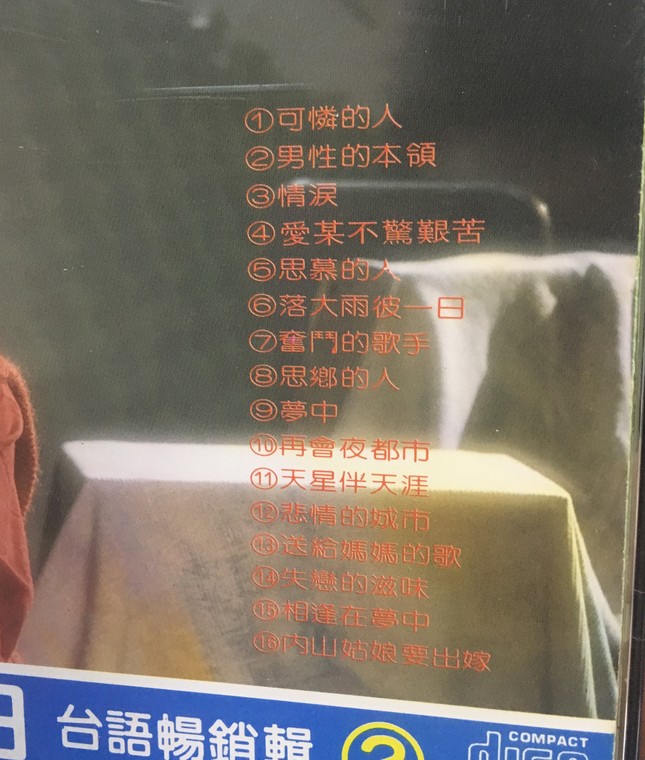 ①可憐的人
②男性的本領
③情淚
④愛某不驚艱苦
⑤思慕的人
⑥落大雨彼一日
⑦奮鬥的歌手
⑧思鄉的人
⑨夢中
⑩再會夜都市
⑪天星伴天涯
⑫悲情的城市
⑬送給媽媽的歌
⑭失戀的滋味
⑮相逢在夢中
⑯內山姑娘要出嫁
台語暢銷輯 2
COMPACT
disc